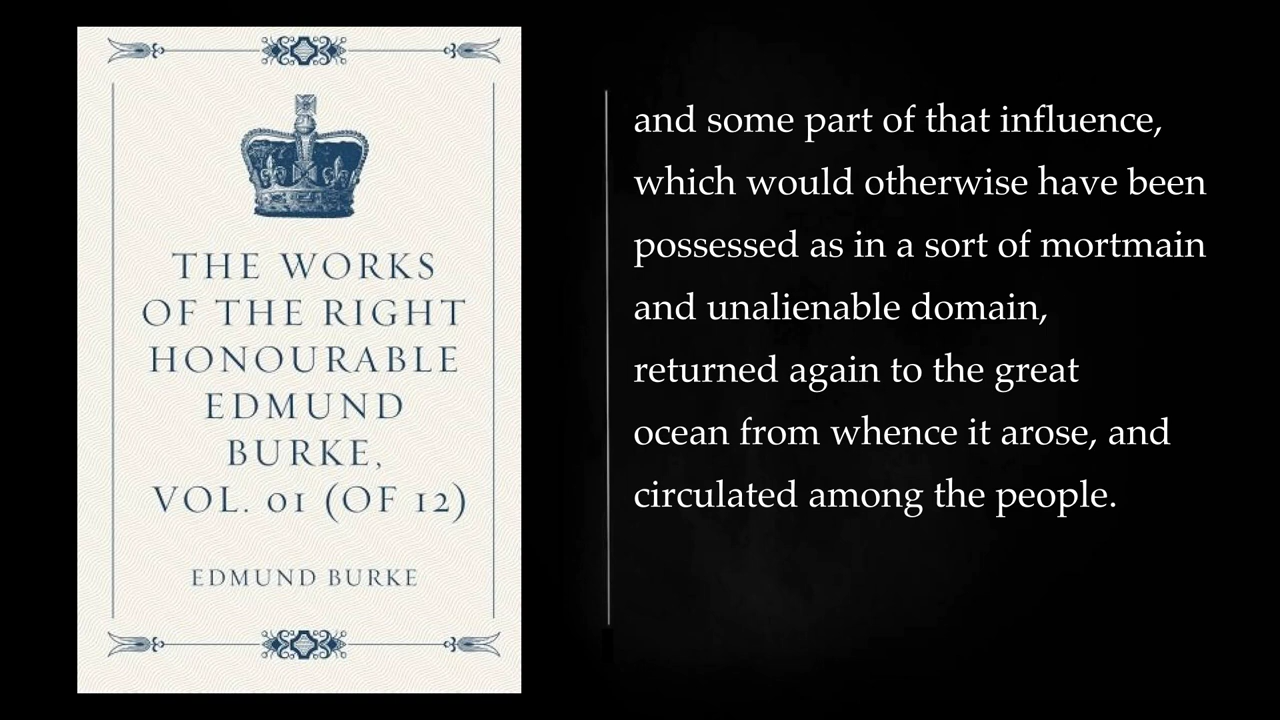 THE WORKS
OF THE RIGHT
HONOURABLE
EDMUND
BURKE,
VOL. 01 (OF 12)
EDMUND BURKE
and some part of that influence,
which would otherwise have been
possessed as in a sort of mortmain
and unalienable domain,
returned again to the great
ocean from whence it arose, and
circulated among the people.